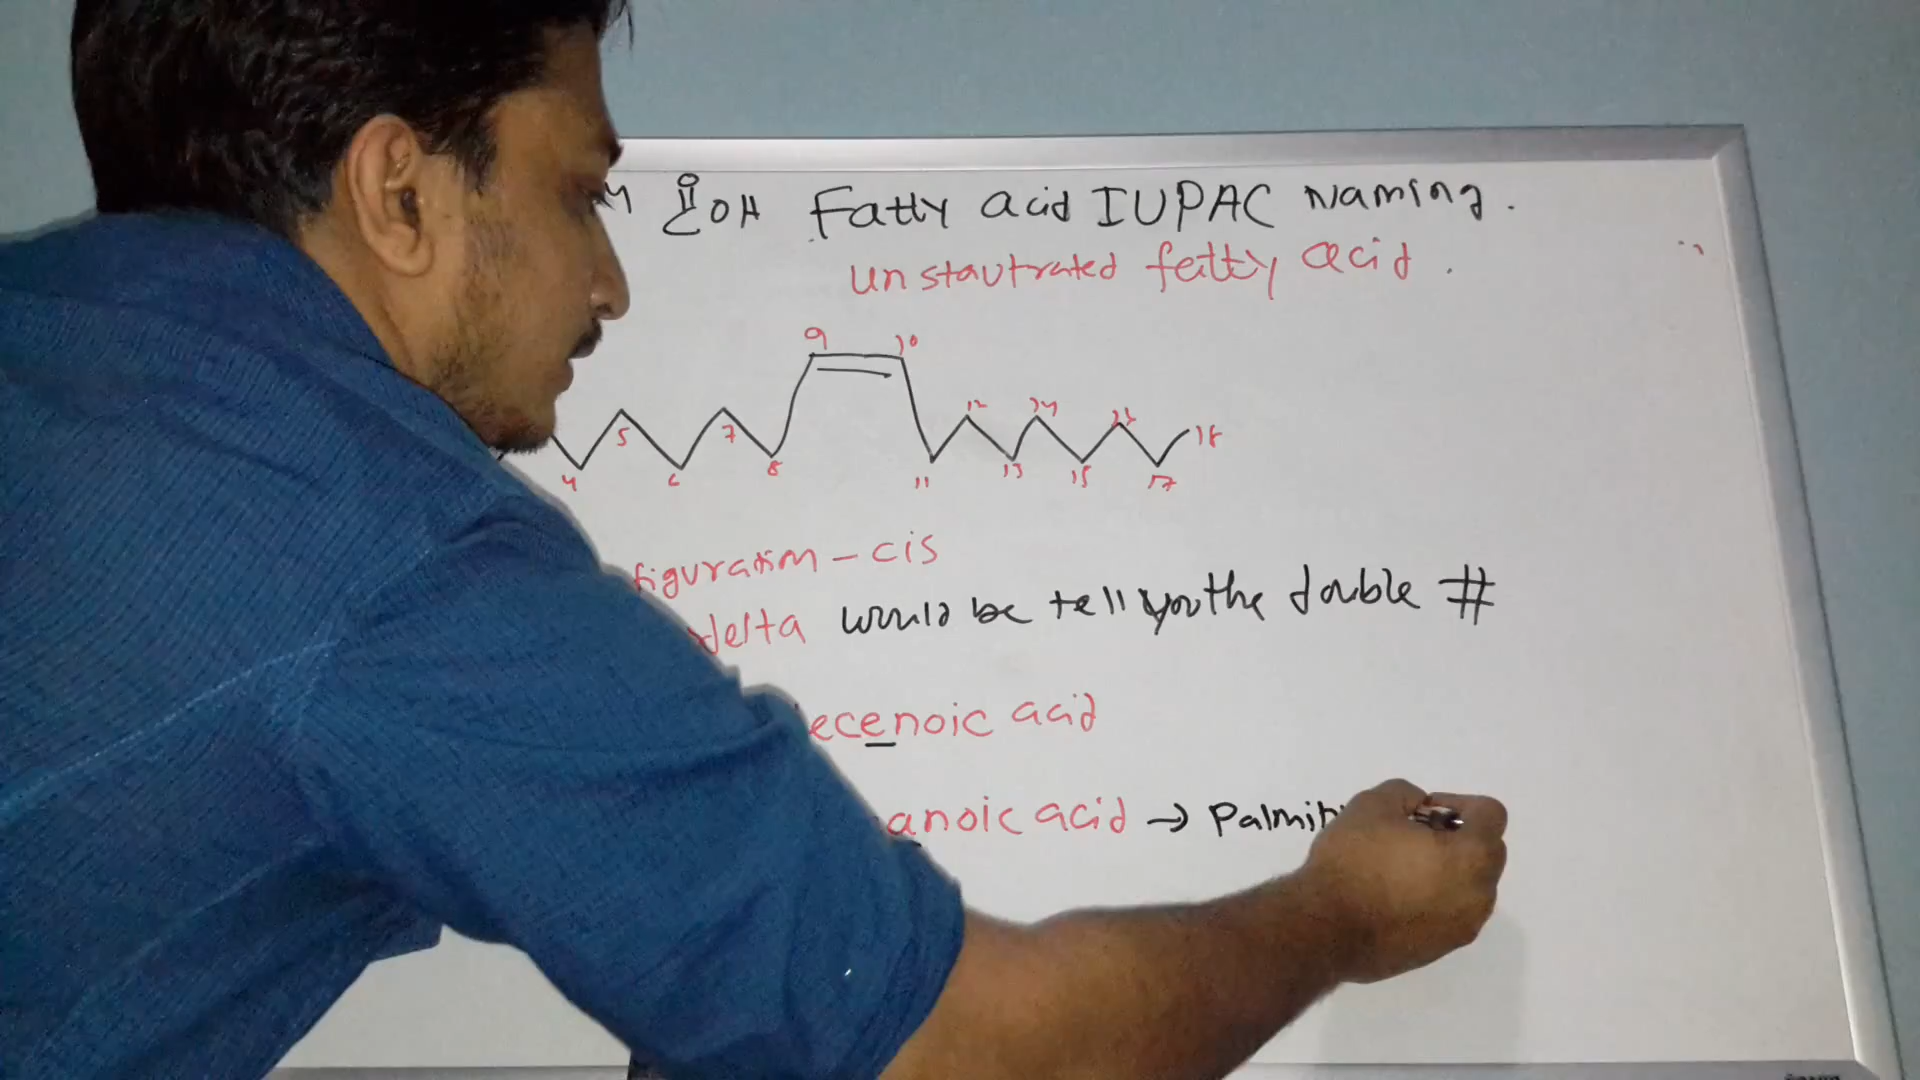 OH Fatty acid IUPAC Naming.
unstautrated fatty acid.
9 10
5 7 12 14 16 18
4 6 8 11 13 15 17
figuration - cis
delta would be tell you the double #
ecenoic acid
anoic acid → Palmit